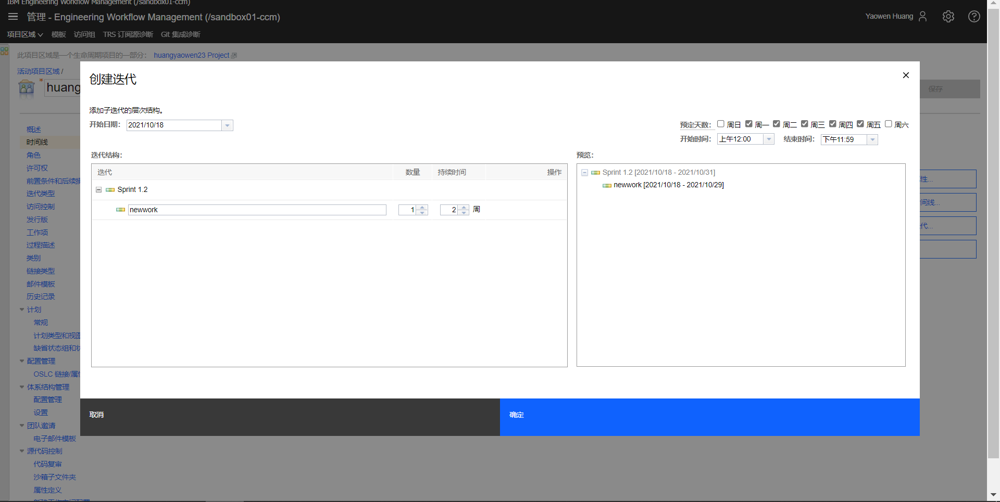 IBM Engineering Workflow Management (/sandbox01-ccm)
管理 - Engineering Workflow Management (/sandbox01-ccm)
Yaowen Huang
项目区域 模板 访问组 TRS 订阅源诊断 Git 集成诊断
此项目区域是一个生命周期项目的一部分: huangyaowen23 Project
活动项目区域 /
* huang
保存
概述
时间线
角色
许可权
前置条件和后续
迭代类型
访问控制
发行版
工作项
过程描述
类别
链接类型
邮件模板
历史记录
计划
常规
计划类型和视图
缺省状态组和
配置管理
OSLC 链接/属
体系结构管理
配置管理
设置
团队邀请
电子邮件模板
源代码控制
代码复审
沙箱子文件夹
属性定义
创建迭代
添加子迭代的层次结构。
开始日期: 2021/10/18
预定天数: 周日 周一 周二 周三 周四 周五 周六
开始时间: 上午12:00 结束时间: 下午11:59
迭代结构:
迭代 数量 持续时间 操作
Sprint 1.2
newwork 1 2 周
预览:
Sprint 1.2 [2021/10/18 - 2021/10/31]
newwork [2021/10/18 - 2021/10/29]
性...
间线...
代...
取消
确定